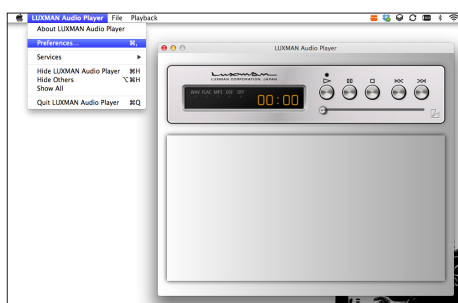 LUXMAN Audio Player File Playback
About LUXMAN Audio Player
Preferences... ⌘,
Services ▶
Hide LUXMAN Audio Player ⌘H
Hide Others ⌥⌘H
Show All
Quit LUXMAN Audio Player ⌘Q
LUXMAN Audio Player
Luxman
LUXMAN CORPORATION, JAPAN
WAV FLAC MP3 DSF DFF
00:00